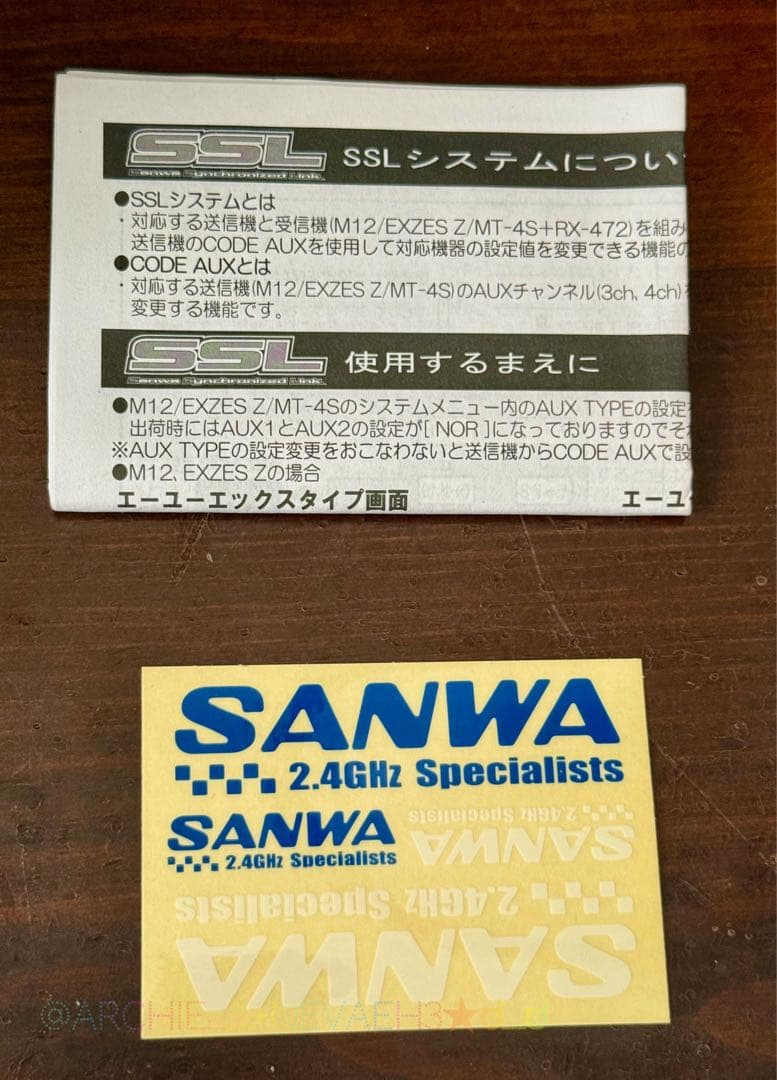 SSL SSLシステムについ
Sanwa Synchronized Link
●SSLシステムとは
・対応する送信機と受信機(M12/EXZES Z/MT-4S+RX-472)を組み
送信機のCODE AUXを使用して対応機器の設定値を変更できる機能の
●CODE AUXとは
・対応する送信機(M12/EXZES Z/MT-4S)のAUXチャンネル(3ch、4ch)
変更する機能です。
SSL 使用するまえに
Sanwa Synchronized Link
●M12/EXZES Z/MT-4Sのシステムメニュー内のAUX TYPEの設定
出荷時にはAUX1とAUX2の設定が[ NOR ]になっておりますのでそ
※AUX TYPEの設定変更をおこなわないと送信機からCODE AUXで設
●M12、EXZES Zの場合
エーユーエックスタイプ画面 エーユ
SANWA
2.4GHz Specialists
SANWA
2.4GHz Specialists
SANWA
2.4GHz Specialists
SANWA
2.4GHz Specialists
@ARCHIE